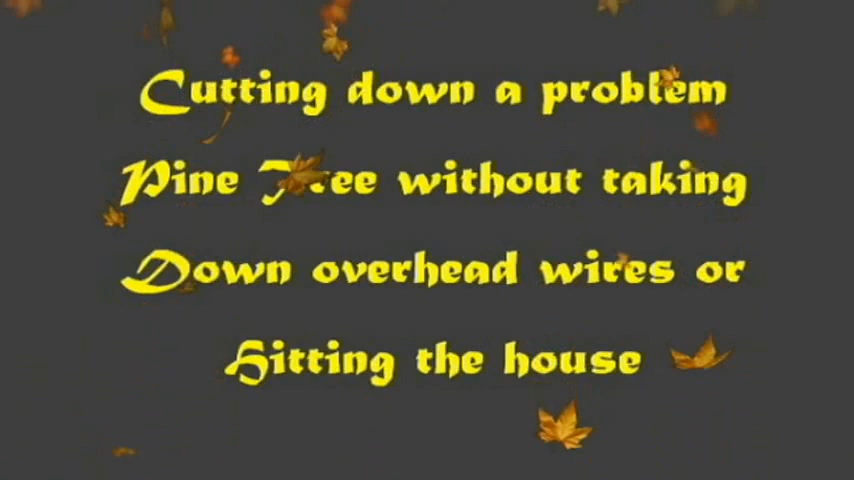 Cutting down a problem
Pine Tree without taking
Down overhead wires or
Hitting the house